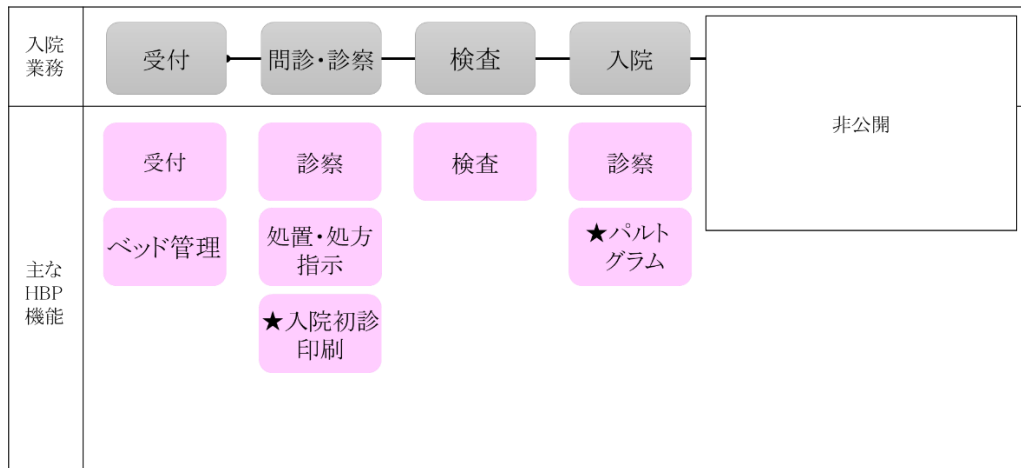 入院
業務
受付
問診・診察
検査
入院
非公開
主な
HBP
機能
受付
診察
検査
診察
ベッド管理
処置・処方
指示
★パルト
グラム
★入院初診
印刷